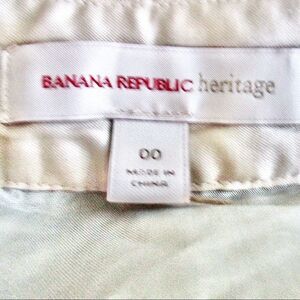 BANANA REPUBLIC heritage
00
MADE IN
CHINA